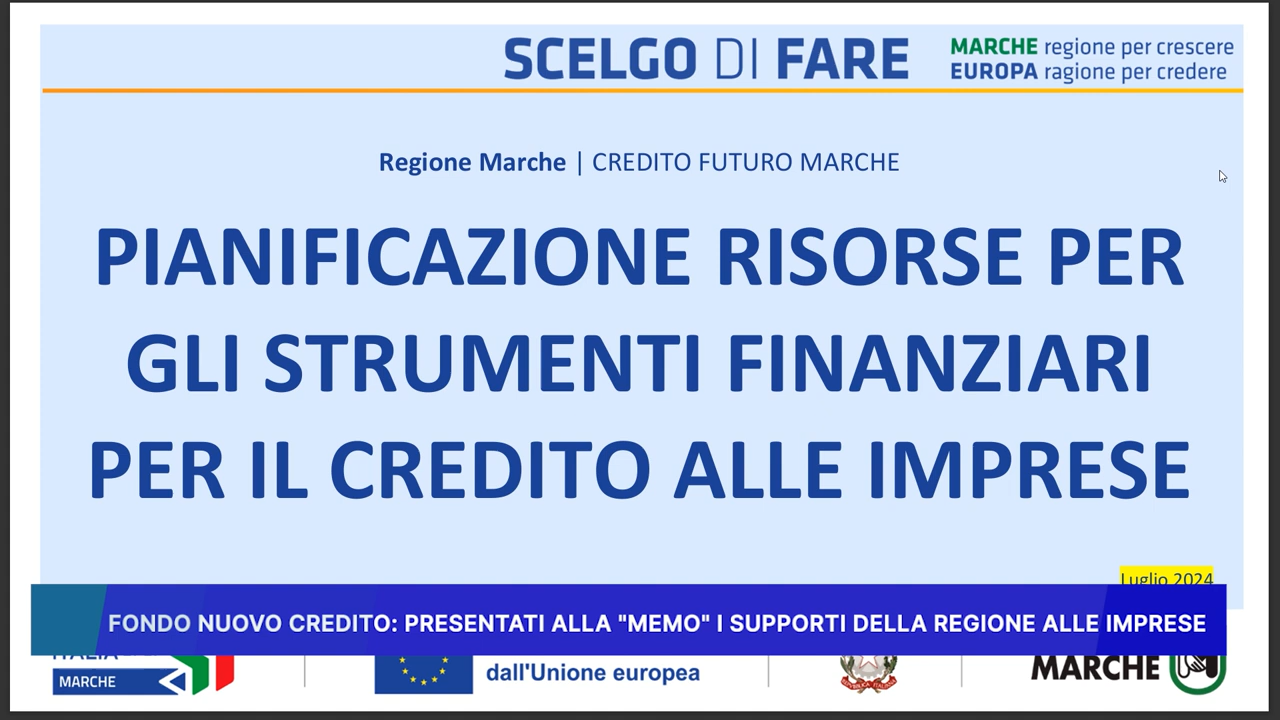 SCELGO DI FARE
MARCHE regione per crescere
EUROPA ragione per credere
Regione Marche | CREDITO FUTURO MARCHE
PIANIFICAZIONE RISORSE PER
GLI STRUMENTI FINANZIARI
PER IL CREDITO ALLE IMPRESE
Luglio 2024
FONDO NUOVO CREDITO: PRESENTATI ALLA "MEMO" I SUPPORTI DELLA REGIONE ALLE IMPRESE
MARCHE
dall'Unione europea
MARCHE